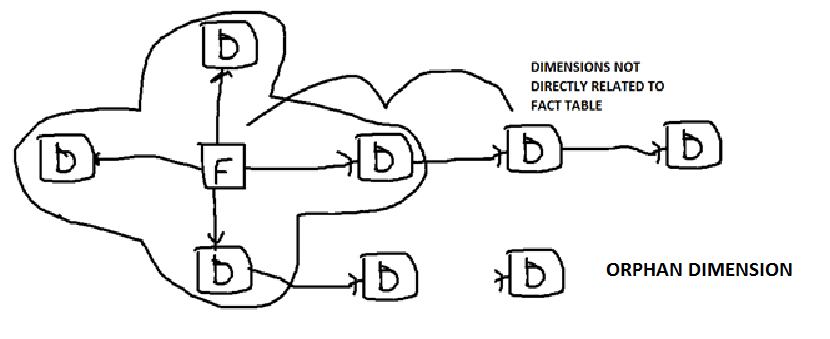 D
DIMENSIONS NOT
DIRECTLY RELATED TO
FACT TABLE
D
F
D
D
D
D
D
D
ORPHAN DIMENSION